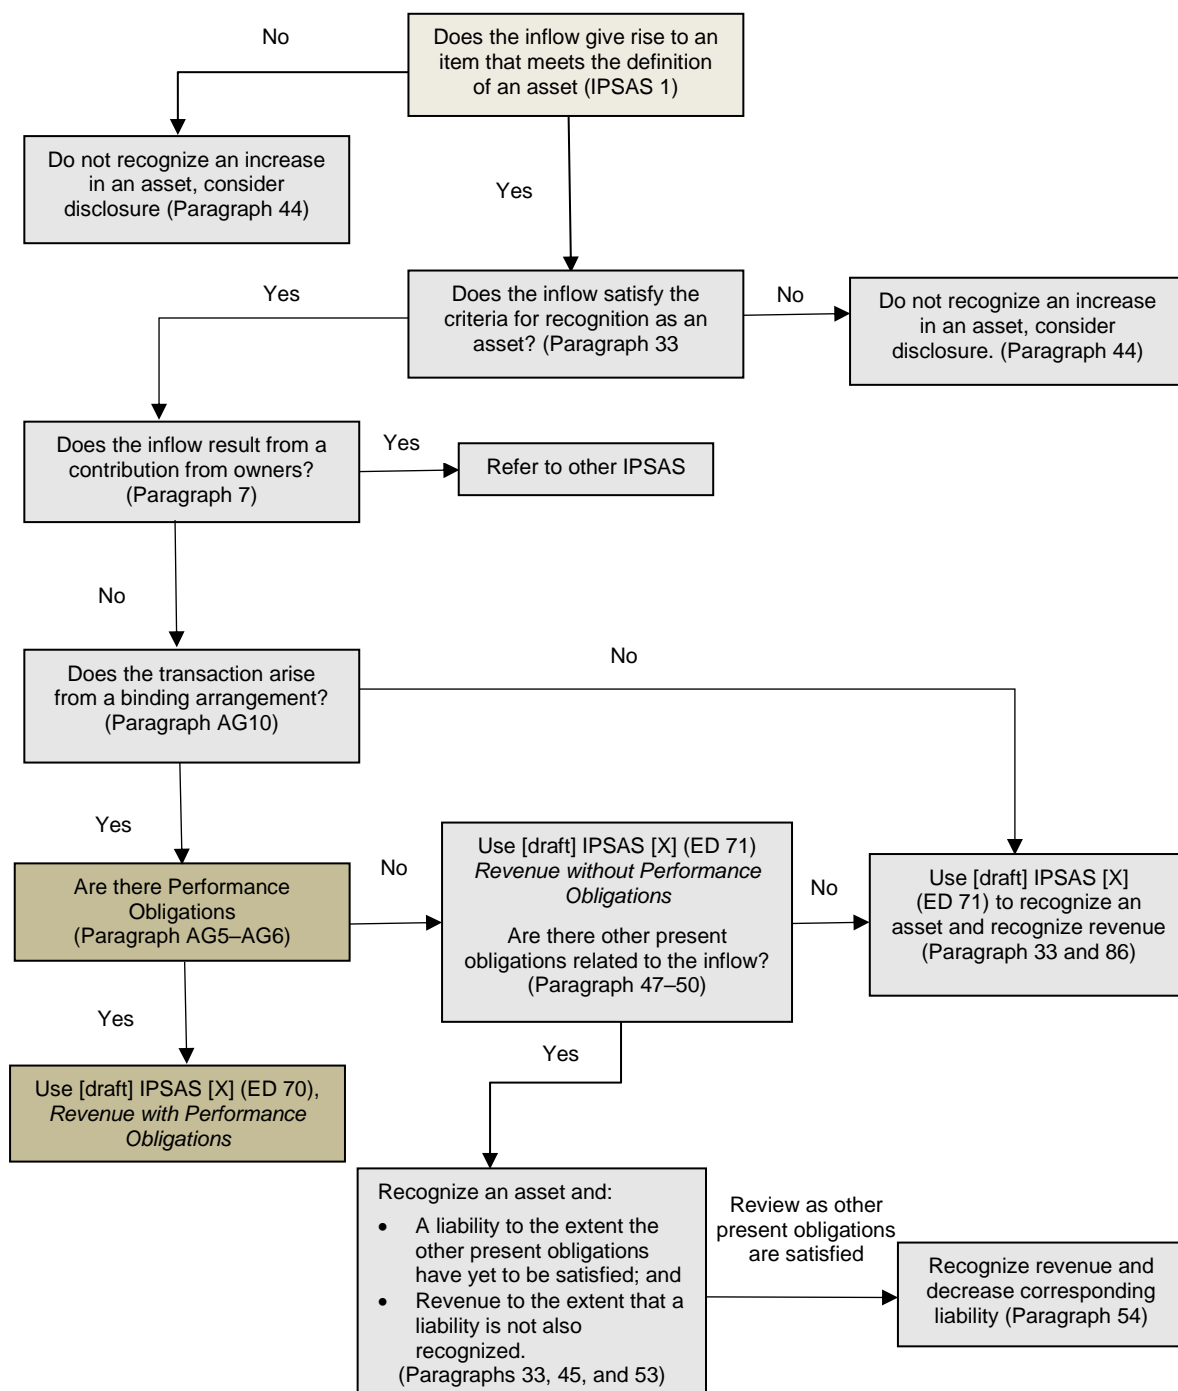 No
Does the inflow give rise to an
item that meets the definition
of an asset (IPSAS 1)
Do not recognize an increase
in an asset, consider
disclosure (Paragraph 44)
Yes
Yes
Does the inflow satisfy the
criteria for recognition as an
asset? (Paragraph 33
No
Do not recognize an increase
in an asset, consider
disclosure. (Paragraph 44)
Does the inflow result from a
contribution from owners?
(Paragraph 7)
Yes
Refer to other IPSAS
No
Does the transaction arise
from a binding arrangement?
(Paragraph AG10)
No
Yes
Are there Performance
Obligations
(Paragraph AG5–AG6)
No
Use [draft] IPSAS [X] (ED 71)
Revenue without Performance
Obligations
Are there other present
obligations related to the inflow?
(Paragraph 47–50)
No
Use [draft] IPSAS [X]
(ED 71) to recognize an
asset and recognize revenue
(Paragraph 33 and 86)
Yes
Yes
Use [draft] IPSAS [X] (ED 70),
Revenue with Performance
Obligations
Recognize an asset and:
• A liability to the extent the
other present obligations
have yet to be satisfied; and
• Revenue to the extent that a
liability is not also
recognized.
(Paragraphs 33, 45, and 53)
Review as other
present obligations
are satisfied
Recognize revenue and
decrease corresponding
liability (Paragraph 54)